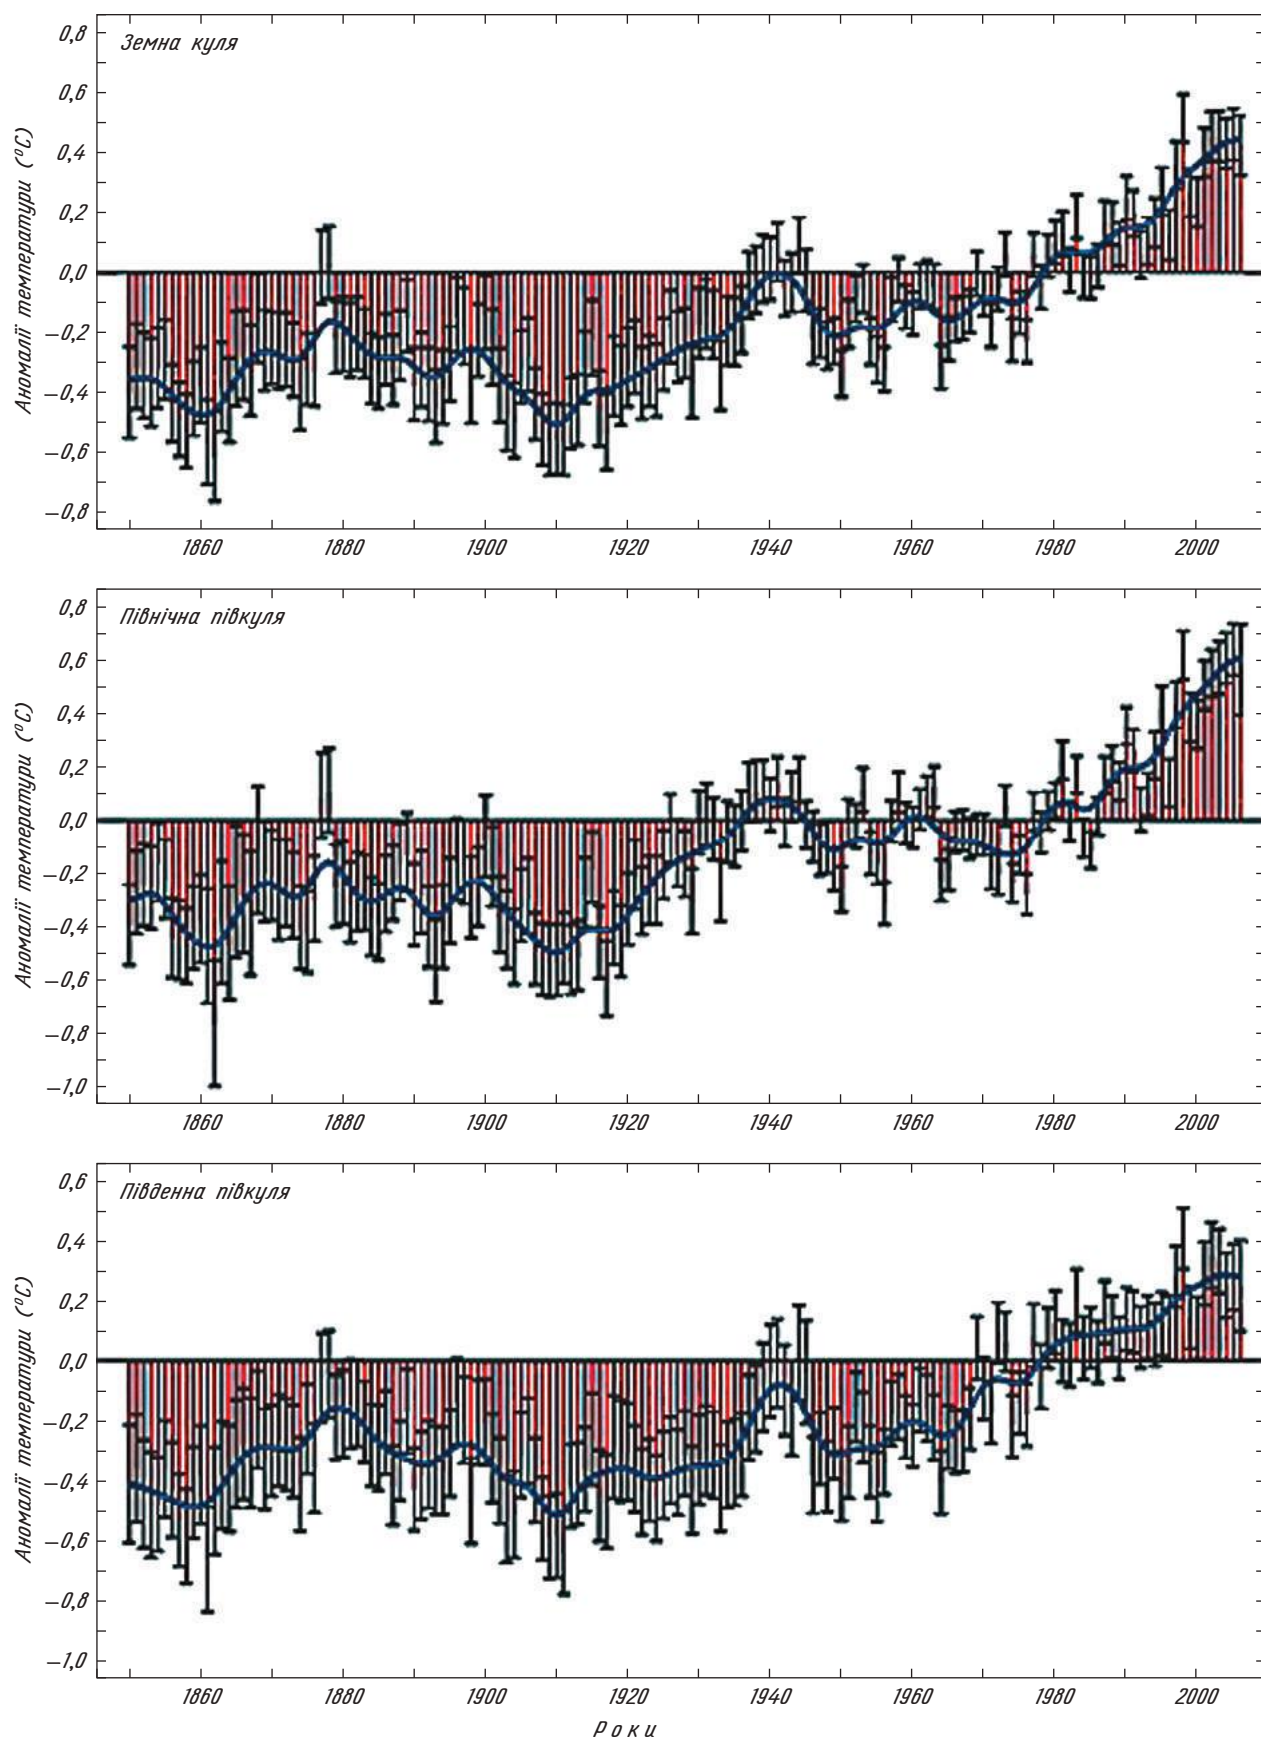 Земна куля
Аномалії температури (°С)
0,8
0,6
0,4
0,2
0,0
–0,2
–0,4
–0,6
–0,8
1860 1880 1900 1920 1940 1960 1980 2000
Північна півкуля
Аномалії температури (°С)
0,8
0,6
0,4
0,2
0,0
–0,2
–0,4
–0,6
–0,8
–1,0
1860 1880 1900 1920 1940 1960 1980 2000
Південна півкуля
Аномалії температури (°С)
0,6
0,4
0,2
0,0
–0,2
–0,4
–0,6
–0,8
–1,0
1860 1880 1900 1920 1940 1960 1980 2000
Роки